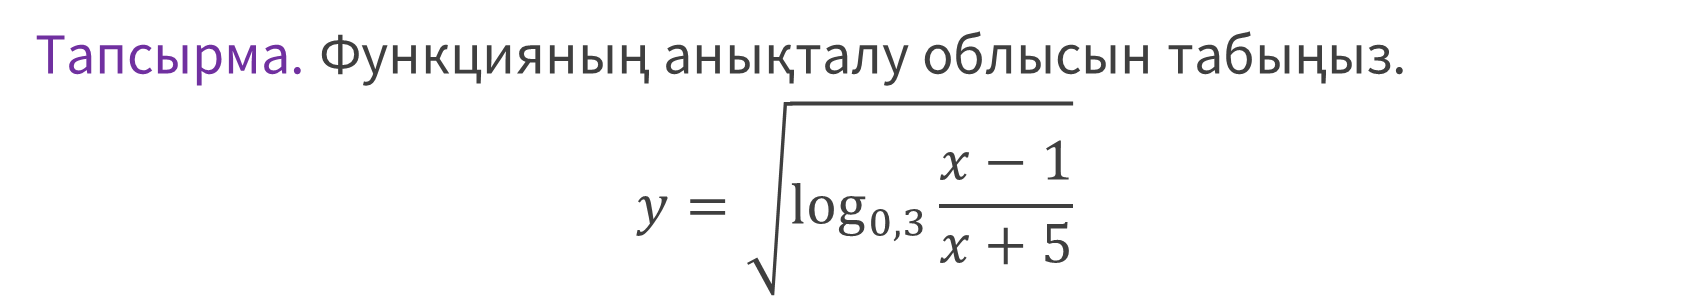 Тапсырма. Функцияның анықталу облысын табыңыз.
y = √(log₀,₃ (x − 1)/(x + 5))